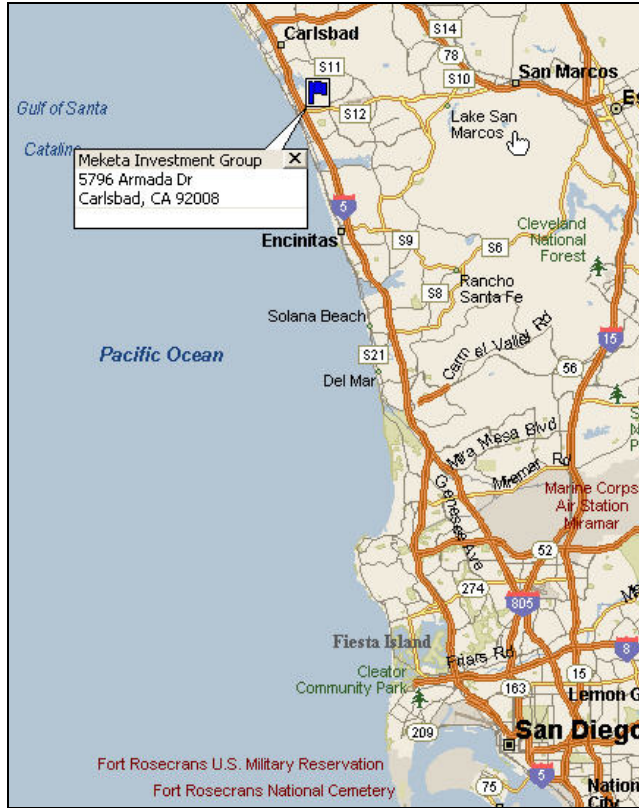 S14
Carlsbad
78
S11
S10
San Marcos
Gulf of Santa
S12
Lake San
Marcos
Catalina
Meketa Investment Group
5796 Armada Dr
Carlsbad, CA 92008
5
Encinitas
S9
S6
Cleveland
National
Forest
Rancho
Santa Fe
S8
Solana Beach
Carmel Valley Rd
15
Pacific Ocean
S21
56
Del Mar
Mira Mesa Blvd
Miramar Rd
Genesee Ave
Marine Corps
Air Station
Miramar
52
274
805
Fiesta Island
Friars Rd
8
Cleator
Community Park
15
163
Lemon G
209
San Diego
Fort Rosecrans U.S. Military Reservation
Fort Rosecrans National Cemetery
75
5
Nation
City